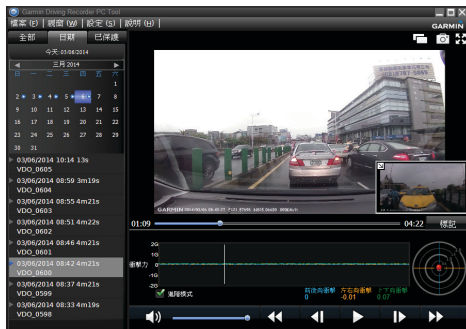 Garmin Driving Recorder PC Tool
檔案 (F) 視窗 (W) 設定 (S) 說明 (H)
GARMIN
全部 日期 已保護
今天: 03/06/2014
三月 2014
日 一 二 三 四 五 六
1
2 3 4 5 6 7 8
9 10 11 12 13 14 15
16 17 18 19 20 21 22
23 24 25 26 27 28 29
30 31
03/06/2014 10:14 13s
VDO_0605
03/06/2014 08:59 3m19s
VDO_0604
03/06/2014 08:55 4m21s
VDO_0603
03/06/2014 08:51 4m22s
VDO_0602
03/06/2014 08:46 4m21s
VDO_0601
03/06/2014 08:42 4m21s
VDO_0600
03/06/2014 08:37 4m21s
VDO_0599
03/06/2014 08:33 4m19s
VDO_0598
GARMIN
01:09 04:22 標記
2G
1G
衝擊力 0
-1G
-2G
進階模式
前後向衝擊 左右向衝擊 上下向衝擊
0 -0.01 0.07